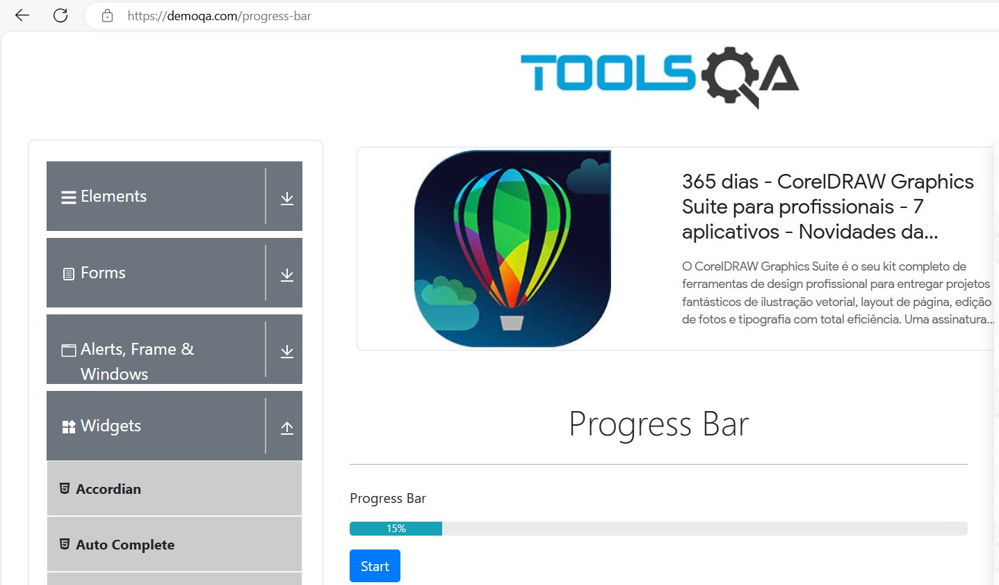 https://demoqa.com/progress-bar
TOOLSQA
Elements
Forms
Alerts, Frame &
Windows
Widgets
Accordian
Auto Complete
365 dias - CorelDRAW Graphics
Suite para profissionais - 7
aplicativos - Novidades da...
O CorelDRAW Graphics Suite é o seu kit completo de
ferramentas de design profissional para entregar projetos
fantásticos de ilustração vetorial, layout de página, edição
de fotos e tipografia com total eficiência. Uma assinatura...
Progress Bar
Progress Bar
15%
Start